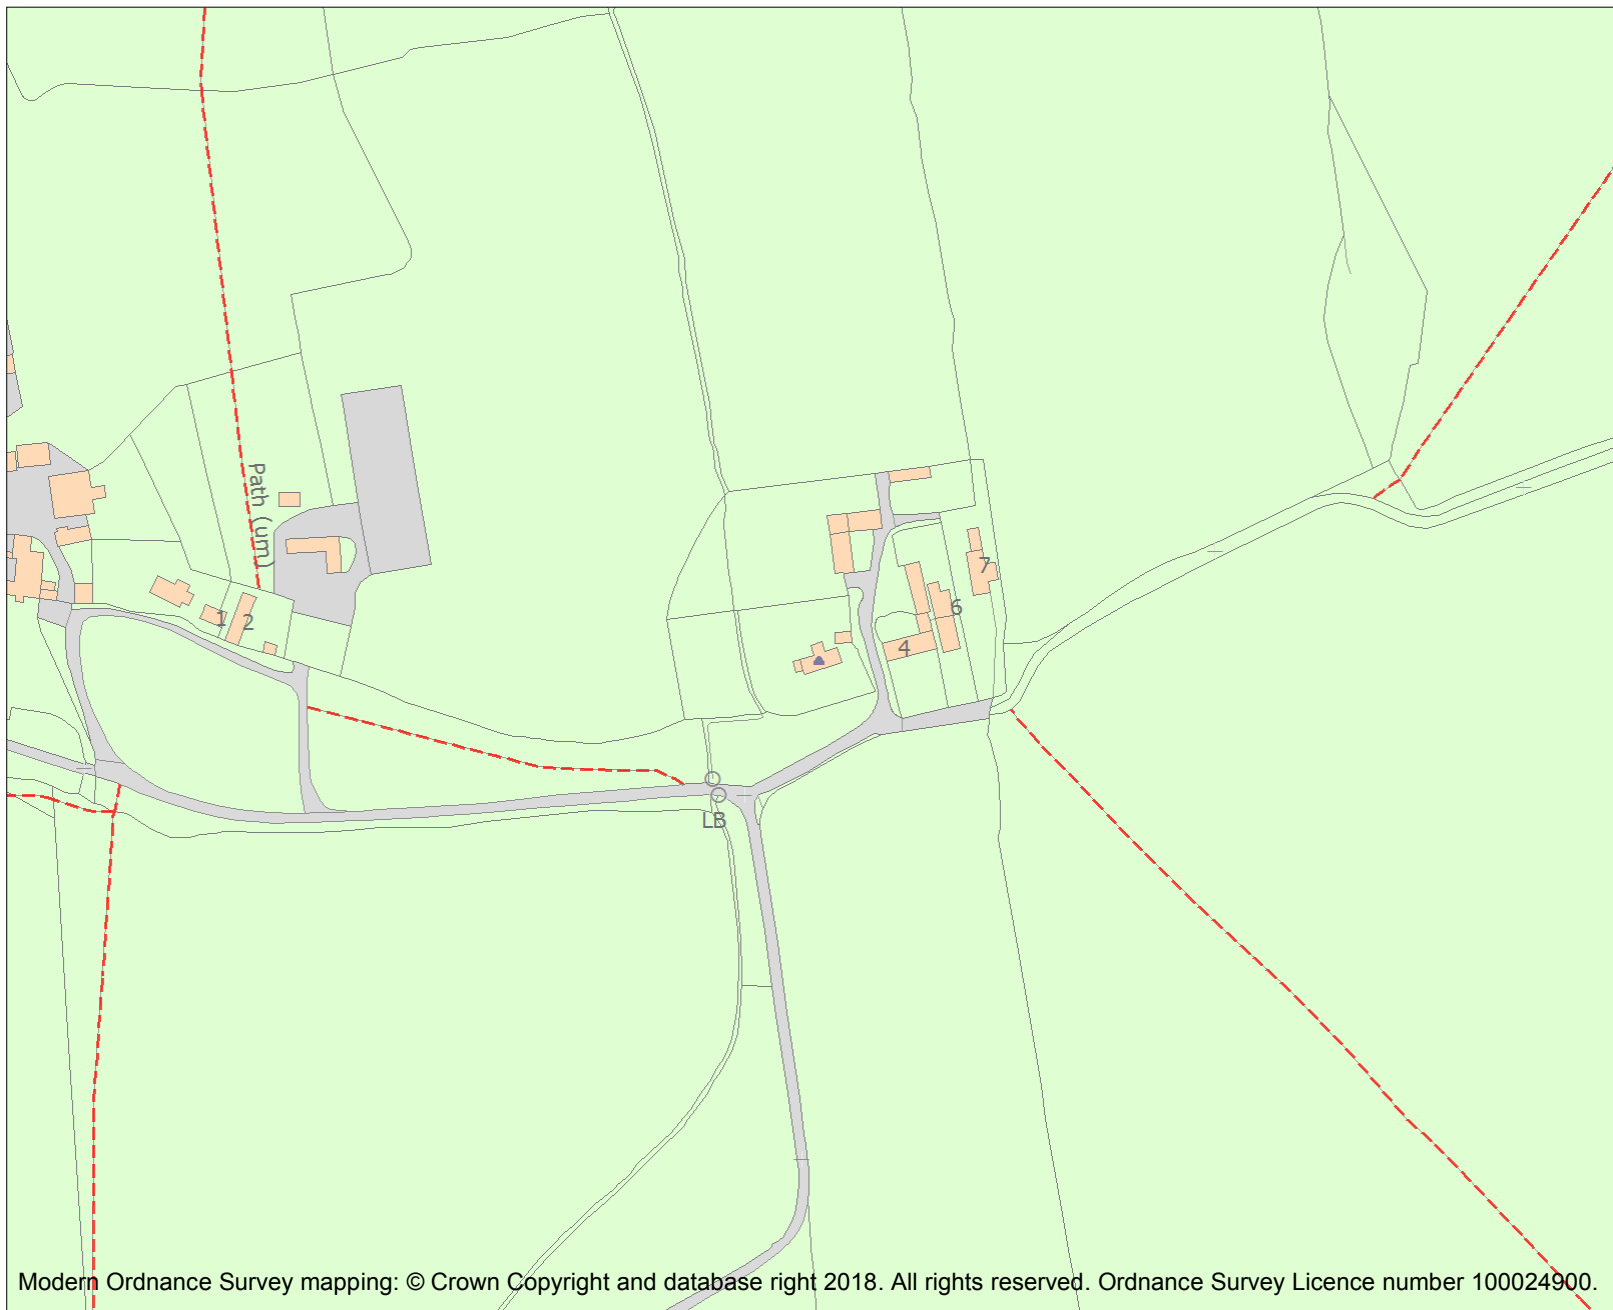 Path (um)
1
2
7
6
4
LB
Modern Ordnance Survey mapping: © Crown Copyright and database right 2018. All rights reserved. Ordnance Survey Licence number 100024900.